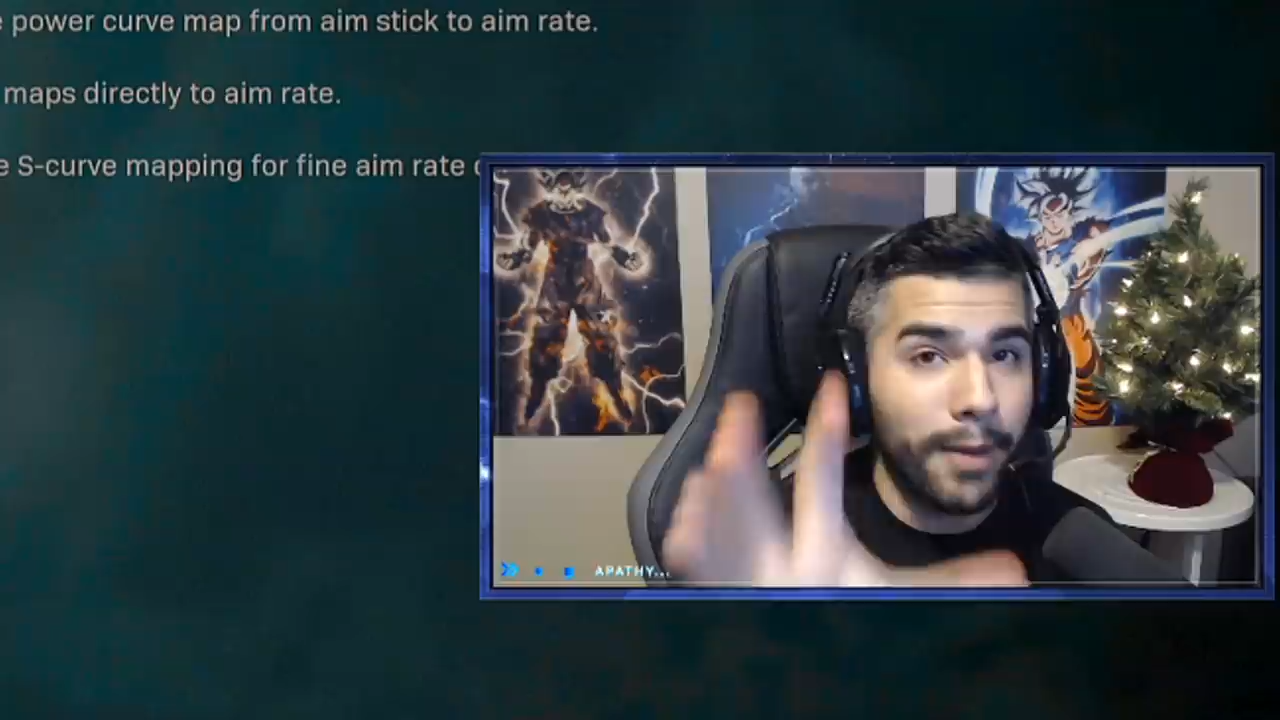 power curve map from aim stick to aim rate.
maps directly to aim rate.
S-curve mapping for fine aim rate
APATHY...